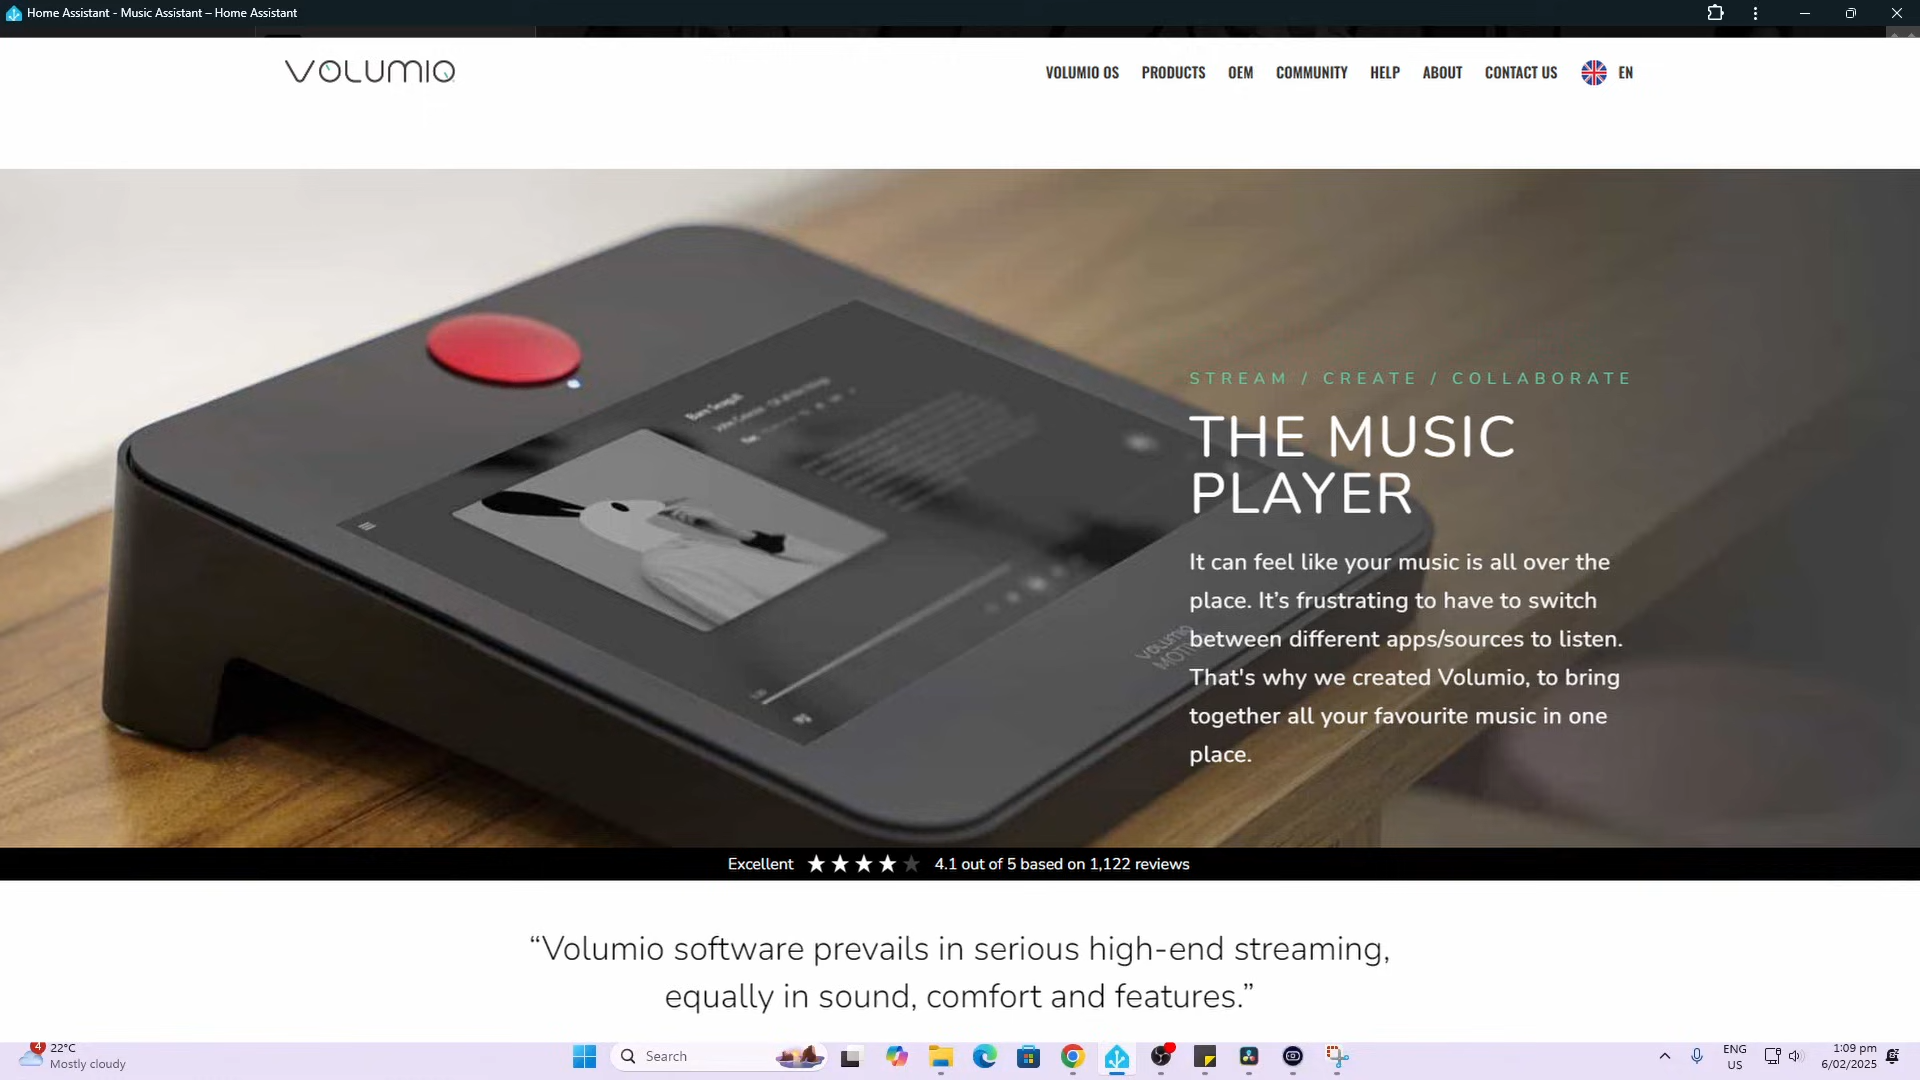 Home Assistant - Music Assistant – Home Assistant
VOLUMIO
VOLUMIO OS PRODUCTS OEM COMMUNITY HELP ABOUT CONTACT US EN
STREAM / CREATE / COLLABORATE
THE MUSIC
PLAYER
It can feel like your music is all over the
place. It’s frustrating to have to switch
between different apps/sources to listen.
That's why we created Volumio, to bring
together all your favourite music in one
place.
VOLUMIO
Excellent 4.1 out of 5 based on 1,122 reviews
“Volumio software prevails in serious high-end streaming,
equally in sound, comfort and features.”
4
22°C
Mostly cloudy
Search
ENG
US
1:09 pm
6/02/2025